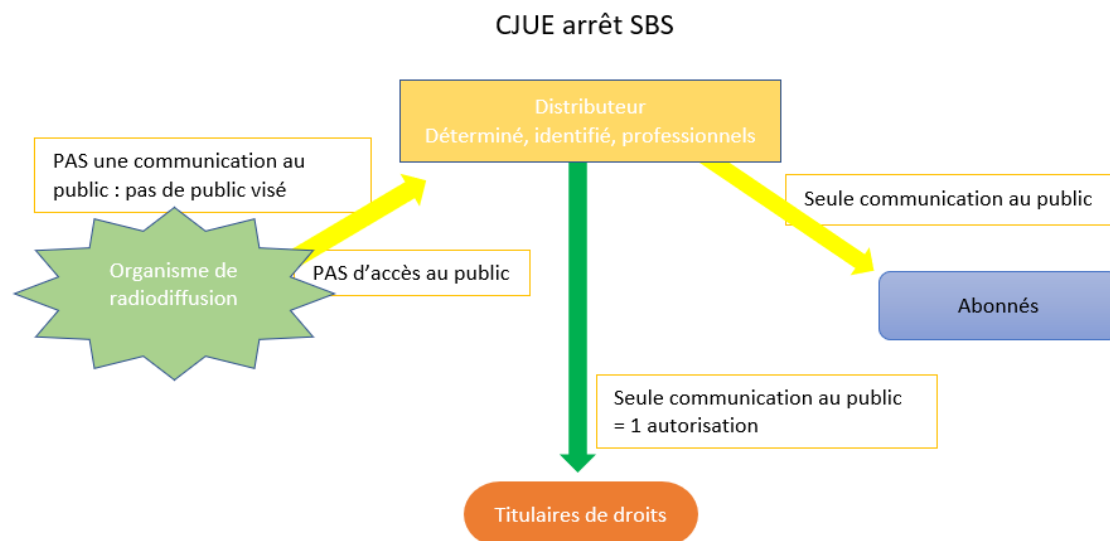 CJUE arrêt SBS
Distributeur
Déterminé, identifié, professionnels
PAS une communication au
public : pas de public visé
Seule communication au public
Organisme de
radiodiffusion
PAS d’accès au public
Abonnés
Seule communication au public
= 1 autorisation
Titulaires de droits